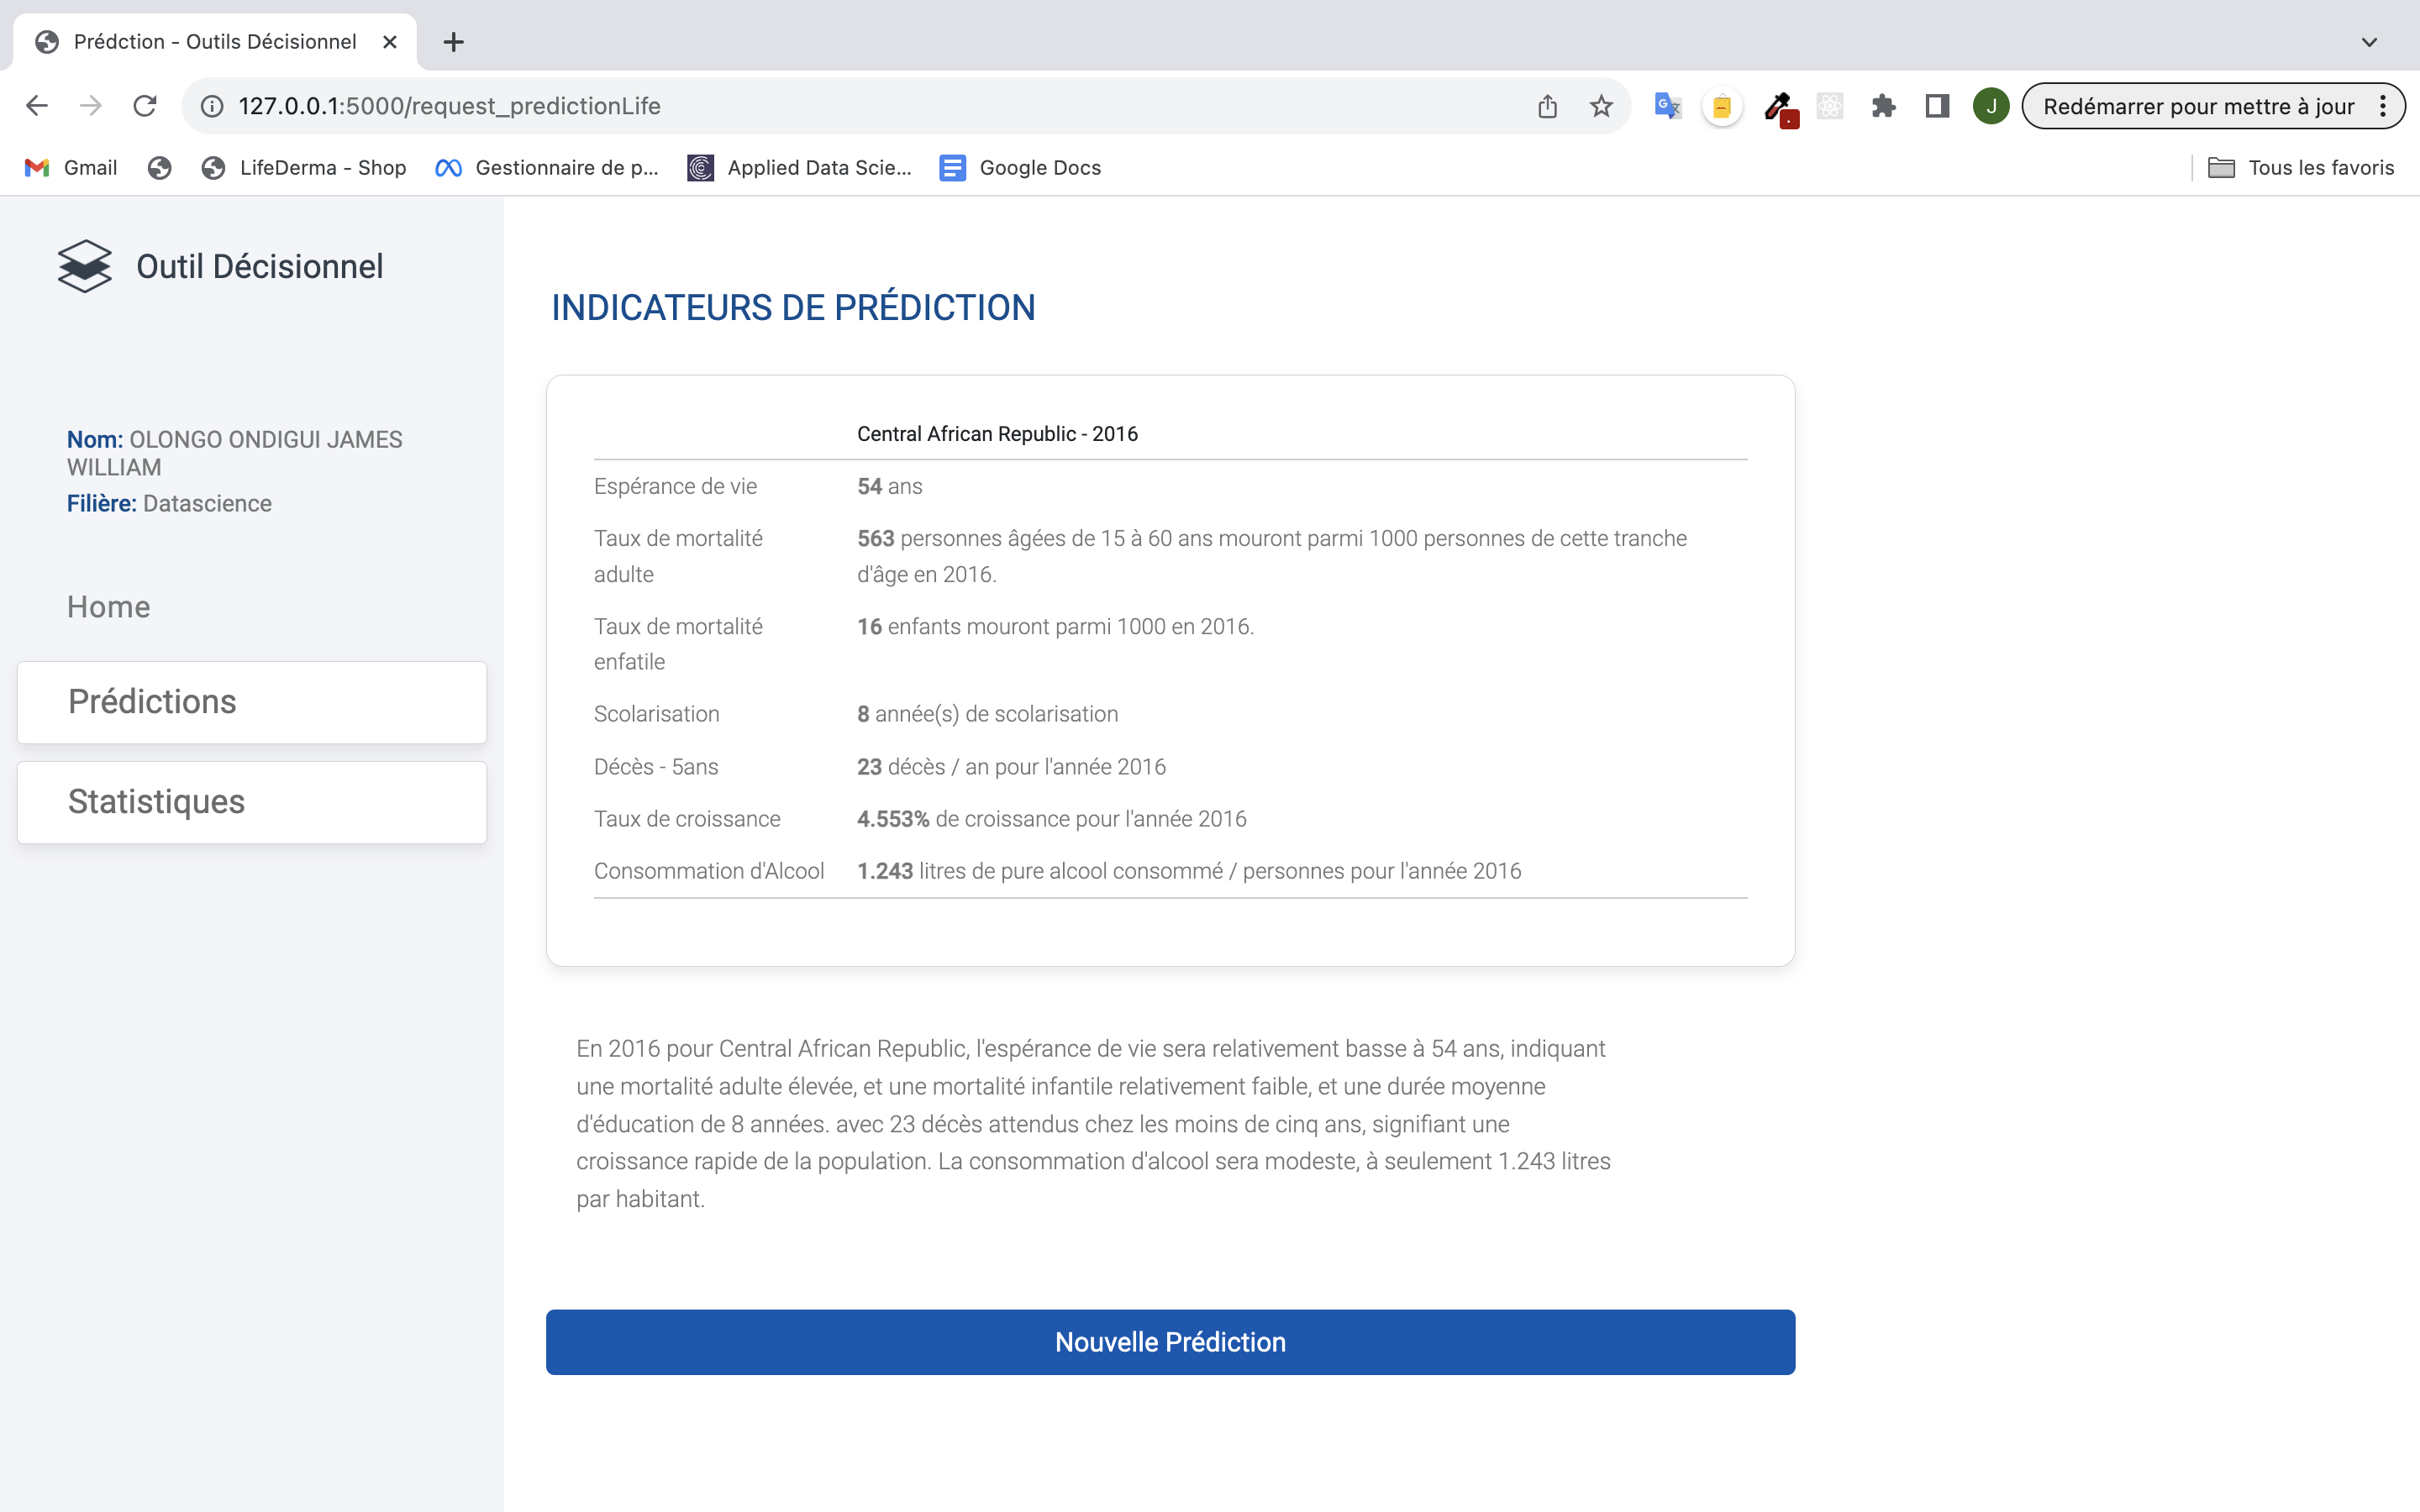 Prédction - Outils Décisionnel
127.0.0.1:5000/request_predictionLife
J
Redémarrer pour mettre à jour
Gmail
LifeDerma - Shop
Gestionnaire de p...
Applied Data Scie...
Google Docs
Tous les favoris
Outil Décisionnel
Nom: OLONGO ONDIGUI JAMES
WILLIAM
Filière: Datascience
Home
Prédictions
Statistiques
INDICATEURS DE PRÉDICTION
Central African Republic - 2016
Espérance de vie 54 ans
Taux de mortalité 563 personnes âgées de 15 à 60 ans mouront parmi 1000 personnes de cette tranche
adulte d'âge en 2016.
Taux de mortalité 16 enfants mouront parmi 1000 en 2016.
enfatile
Scolarisation 8 année(s) de scolarisation
Décès - 5ans 23 décès / an pour l'année 2016
Taux de croissance 4.553% de croissance pour l'année 2016
Consommation d'Alcool 1.243 litres de pure alcool consommé / personnes pour l'année 2016
En 2016 pour Central African Republic, l'espérance de vie sera relativement basse à 54 ans, indiquant
une mortalité adulte élevée, et une mortalité infantile relativement faible, et une durée moyenne
d'éducation de 8 années. avec 23 décès attendus chez les moins de cinq ans, signifiant une
croissance rapide de la population. La consommation d'alcool sera modeste, à seulement 1.243 litres
par habitant.
Nouvelle Prédiction